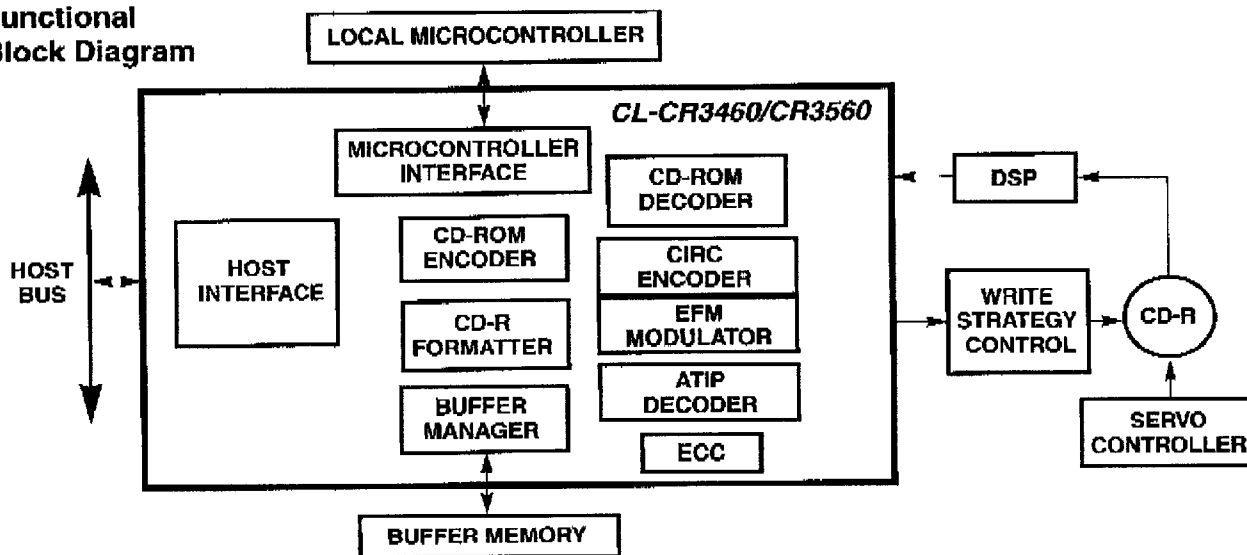 unctional
Block Diagram
LOCAL MICROCONTROLLER
CL-CR3460/CR3560
MICROCONTROLLER
INTERFACE
CD-ROM
DECODER
DSP
HOST
BUS
HOST
INTERFACE
CD-ROM
ENCODER
CIRC
ENCODER
EFM
MODULATOR
WRITE
STRATEGY
CONTROL
CD-R
CD-R
FORMATTER
ATIP
DECODER
BUFFER
MANAGER
ECC
SERVO
CONTROLLER
BUFFER MEMORY